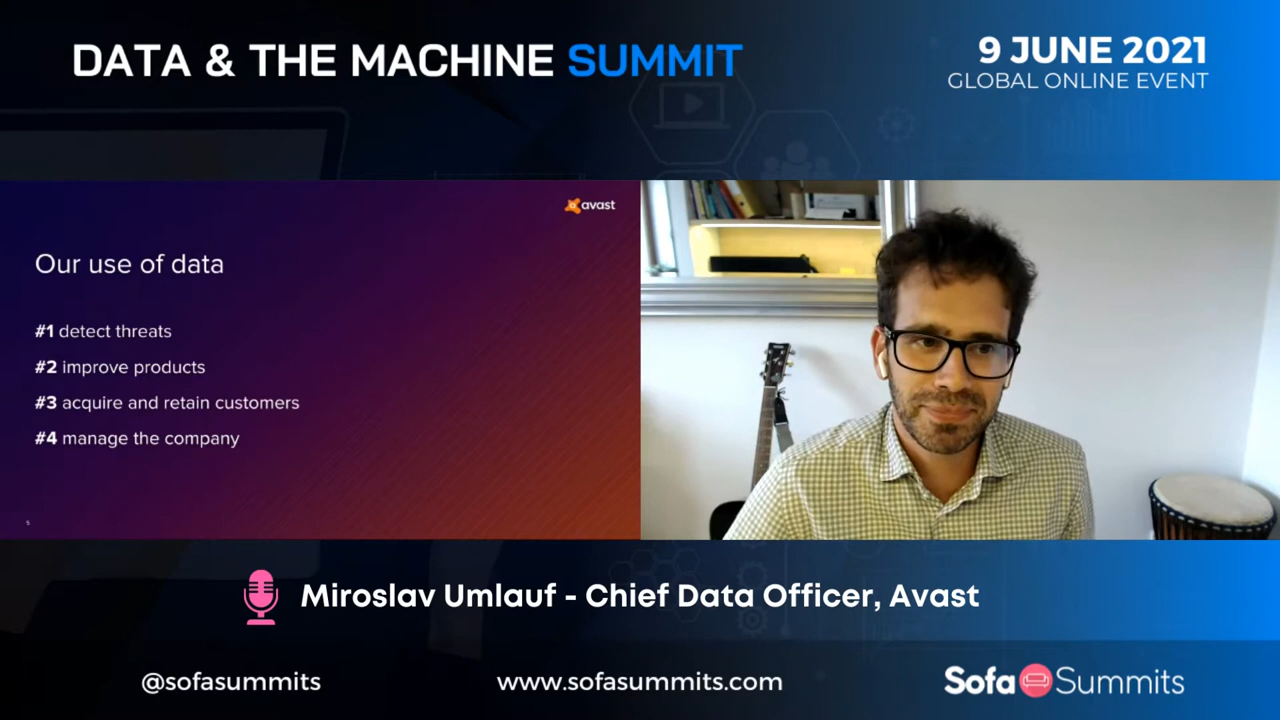 DATA & THE MACHINE SUMMIT
9 JUNE 2021
GLOBAL ONLINE EVENT
avast
Our use of data
#1 detect threats
#2 improve products
#3 acquire and retain customers
#4 manage the company
5
Miroslav Umlauf - Chief Data Officer, Avast
@sofasummits
www.sofasummits.com
Sofa Summits